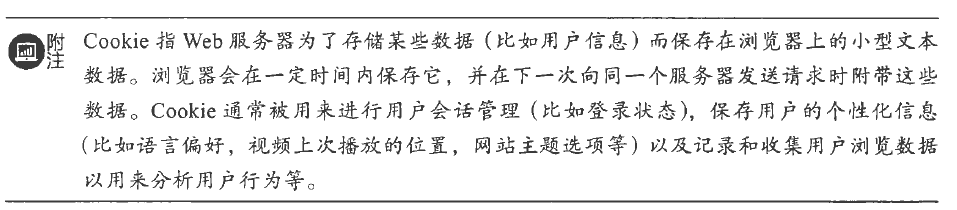 附注
Cookie 指 Web 服务器为了存储某些数据（比如用户信息）而保存在浏览器上的小型文本
数据。浏览器会在一定时间内保存它，并在下一次向同一个服务器发送请求时附带这些
数据。Cookie 通常被用来进行用户会话管理（比如登录状态），保存用户的个性化信息
（比如语言偏好，视频上次播放的位置，网站主题选项等）以及记录和收集用户浏览数据
以用来分析用户行为等。